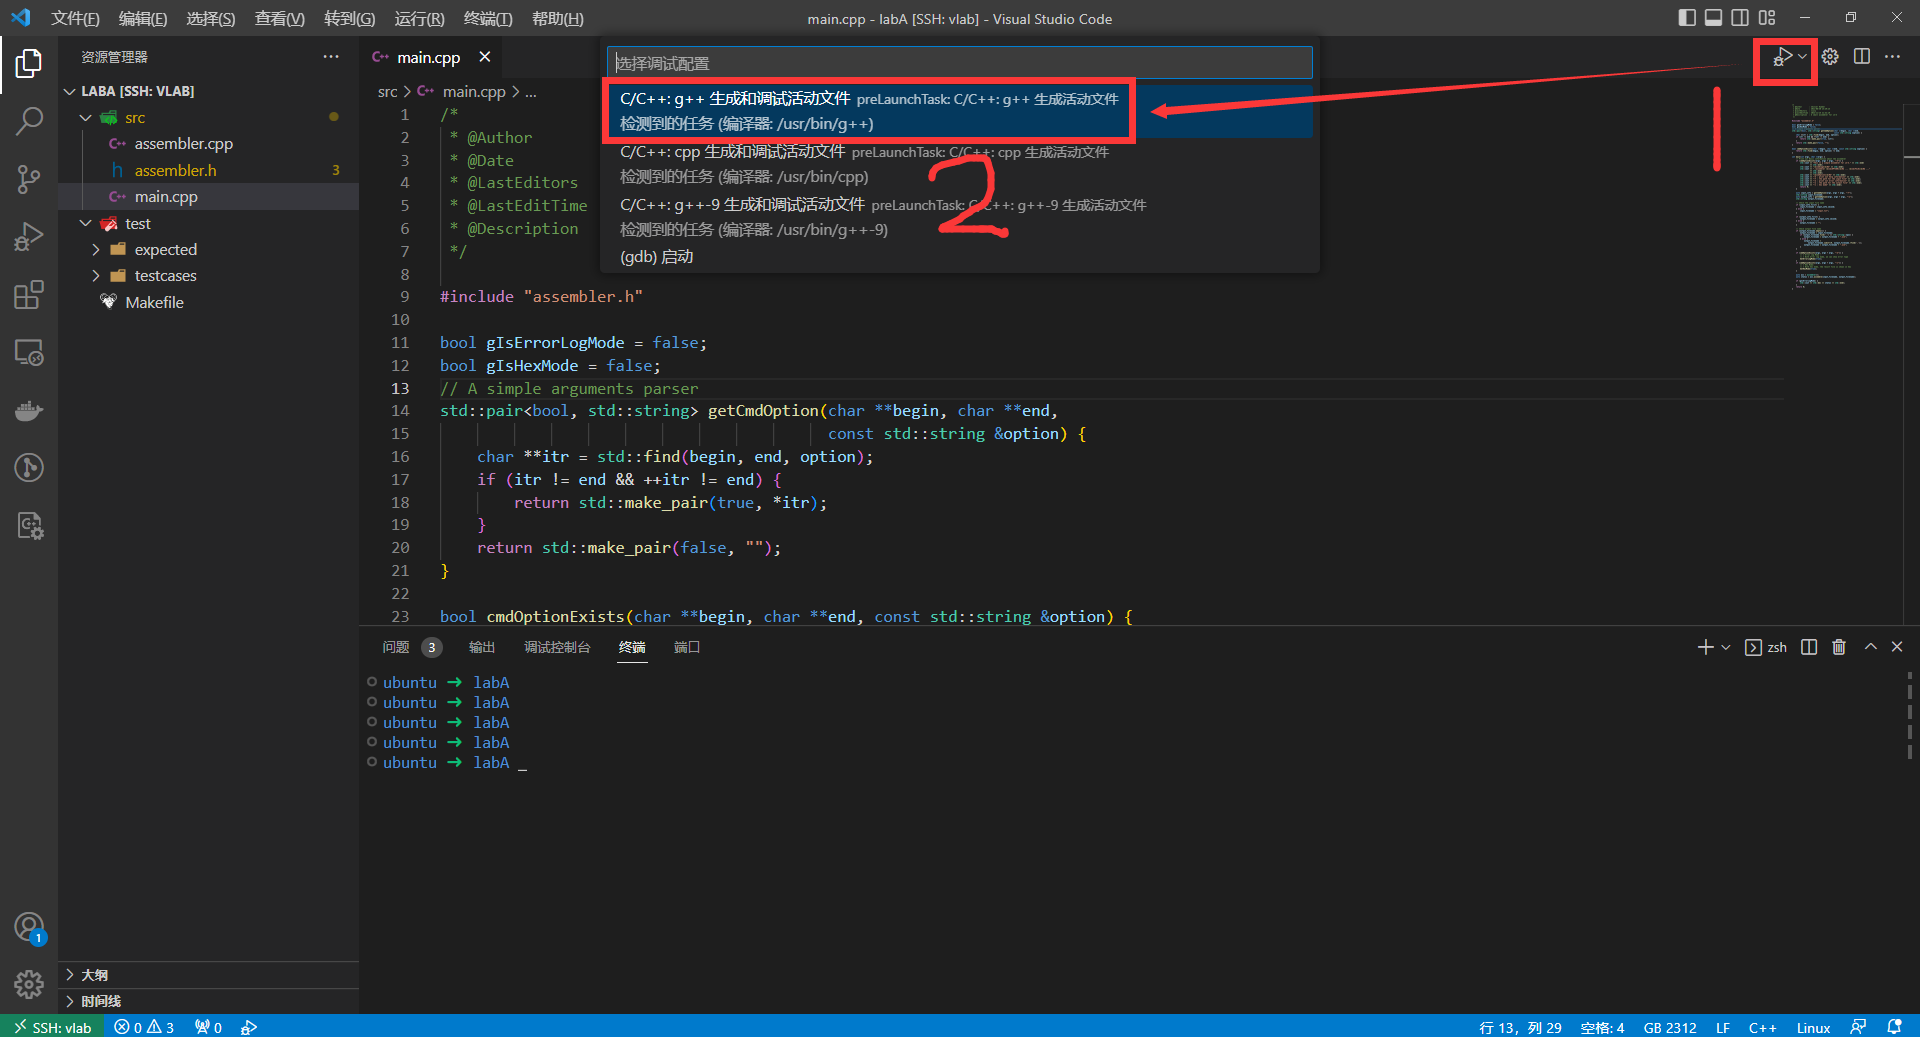 文件(F) 编辑(E) 选择(S) 查看(V) 转到(G) 运行(R) 终端(T) 帮助(H)
main.cpp - labA [SSH: vlab] - Visual Studio Code
资源管理器
LABA [SSH: VLAB]
src
assembler.cpp
assembler.h 3
main.cpp
test
expected
testcases
Makefile
大纲
时间线
1
main.cpp
src > main.cpp > ...
选择调试配置
C/C++: g++ 生成和调试活动文件 preLaunchTask: C/C++: g++ 生成活动文件
检测到的任务 (编译器: /usr/bin/g++)
C/C++: cpp 生成和调试活动文件 preLaunchTask: C/C++: cpp 生成活动文件
检测到的任务 (编译器: /usr/bin/cpp)
C/C++: g++-9 生成和调试活动文件 preLaunchTask: C/C++: g++-9 生成活动文件
检测到的任务 (编译器: /usr/bin/g++-9)
(gdb) 启动
1
2
1 /*
2 * @Author
3 * @Date
4 * @LastEditors
5 * @LastEditTime
6 * @Description
7 */
8
9 #include "assembler.h"
10
11 bool gIsErrorLogMode = false;
12 bool gIsHexMode = false;
13 // A simple arguments parser
14 std::pair<bool, std::string> getCmdOption(char **begin, char **end,
15 const std::string &option) {
16 char **itr = std::find(begin, end, option);
17 if (itr != end && ++itr != end) {
18 return std::make_pair(true, *itr);
19 }
20 return std::make_pair(false, "");
21 }
22
23 bool cmdOptionExists(char **begin, char **end, const std::string &option) {
问题 3 输出 调试控制台 终端 端口
zsh
ubuntu → labA
ubuntu → labA
ubuntu → labA
ubuntu → labA
ubuntu → labA _
SSH: vlab 0 3 0
行 13, 列 29 空格: 4 GB 2312 LF C++ Linux